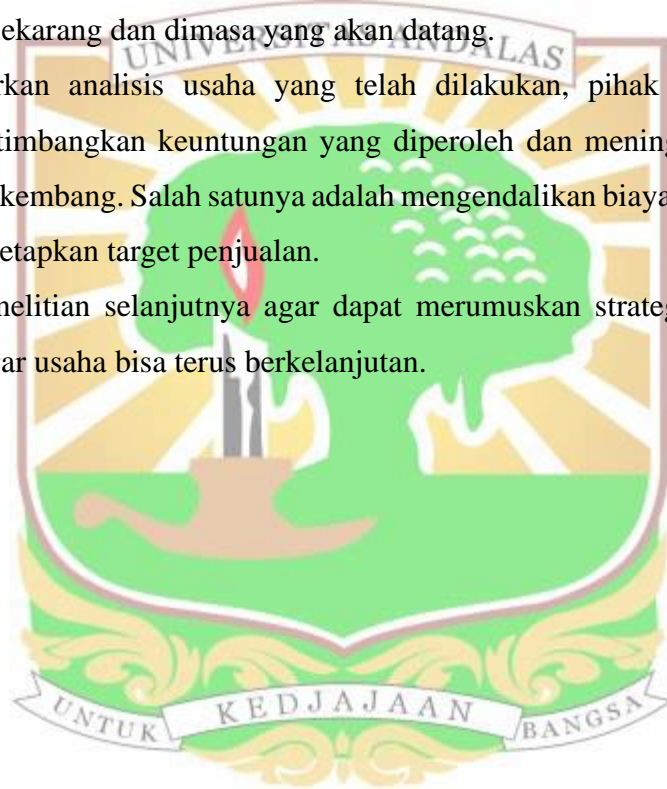 ekarang dan dimasa yang akan datang.
UNIVERSITAS ANDALAS
rkan analisis usaha yang telah dilakukan, pihak
timbangkan keuntungan yang diperoleh dan mening
kembang. Salah satunya adalah mengendalikan biaya
etapkan target penjualan.
nelitian selanjutnya agar dapat merumuskan strateg
ar usaha bisa terus berkelanjutan.
UNTUK KEDJAJAAN BANGSA